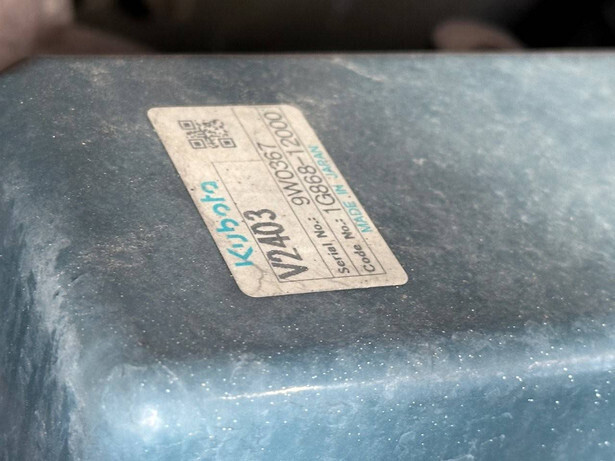 Kubota
V2403
Serial No.: 9W0367
Code No.: 1G868-12000
MADE IN JAPAN